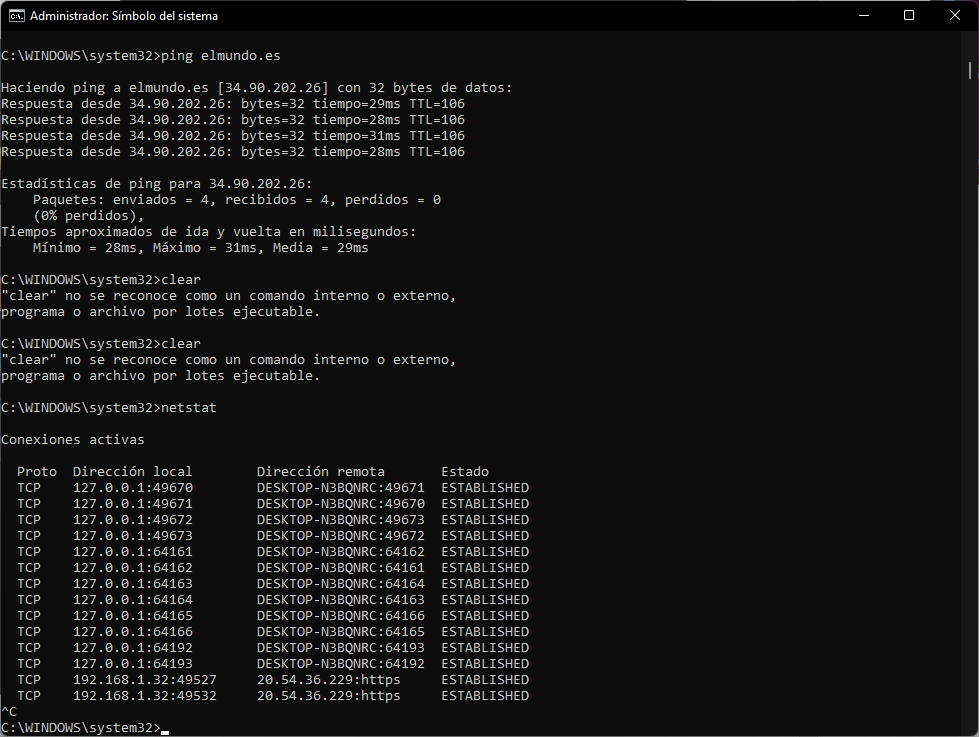 Administrador: Símbolo del sistema
C:\WINDOWS\system32>ping elmundo.es
Haciendo ping a elmundo.es [34.90.202.26] con 32 bytes de datos:
Respuesta desde 34.90.202.26: bytes=32 tiempo=29ms TTL=106
Respuesta desde 34.90.202.26: bytes=32 tiempo=28ms TTL=106
Respuesta desde 34.90.202.26: bytes=32 tiempo=31ms TTL=106
Respuesta desde 34.90.202.26: bytes=32 tiempo=28ms TTL=106
Estadísticas de ping para 34.90.202.26:
    Paquetes: enviados = 4, recibidos = 4, perdidos = 0
    (0% perdidos),
Tiempos aproximados de ida y vuelta en milisegundos:
    Mínimo = 28ms, Máximo = 31ms, Media = 29ms
C:\WINDOWS\system32>clear
"clear" no se reconoce como un comando interno o externo,
programa o archivo por lotes ejecutable.
C:\WINDOWS\system32>clear
"clear" no se reconoce como un comando interno o externo,
programa o archivo por lotes ejecutable.
C:\WINDOWS\system32>netstat
Conexiones activas
  Proto  Dirección local        Dirección remota       Estado
  TCP    127.0.0.1:49670        DESKTOP-N3BQNRC:49671  ESTABLISHED
  TCP    127.0.0.1:49671        DESKTOP-N3BQNRC:49670  ESTABLISHED
  TCP    127.0.0.1:49672        DESKTOP-N3BQNRC:49673  ESTABLISHED
  TCP    127.0.0.1:49673        DESKTOP-N3BQNRC:49672  ESTABLISHED
  TCP    127.0.0.1:64161        DESKTOP-N3BQNRC:64162  ESTABLISHED
  TCP    127.0.0.1:64162        DESKTOP-N3BQNRC:64161  ESTABLISHED
  TCP    127.0.0.1:64163        DESKTOP-N3BQNRC:64164  ESTABLISHED
  TCP    127.0.0.1:64164        DESKTOP-N3BQNRC:64163  ESTABLISHED
  TCP    127.0.0.1:64165        DESKTOP-N3BQNRC:64166  ESTABLISHED
  TCP    127.0.0.1:64166        DESKTOP-N3BQNRC:64165  ESTABLISHED
  TCP    127.0.0.1:64192        DESKTOP-N3BQNRC:64193  ESTABLISHED
  TCP    127.0.0.1:64193        DESKTOP-N3BQNRC:64192  ESTABLISHED
  TCP    192.168.1.32:49527     20.54.36.229:https     ESTABLISHED
  TCP    192.168.1.32:49532     20.54.36.229:https     ESTABLISHED
^C
C:\WINDOWS\system32>